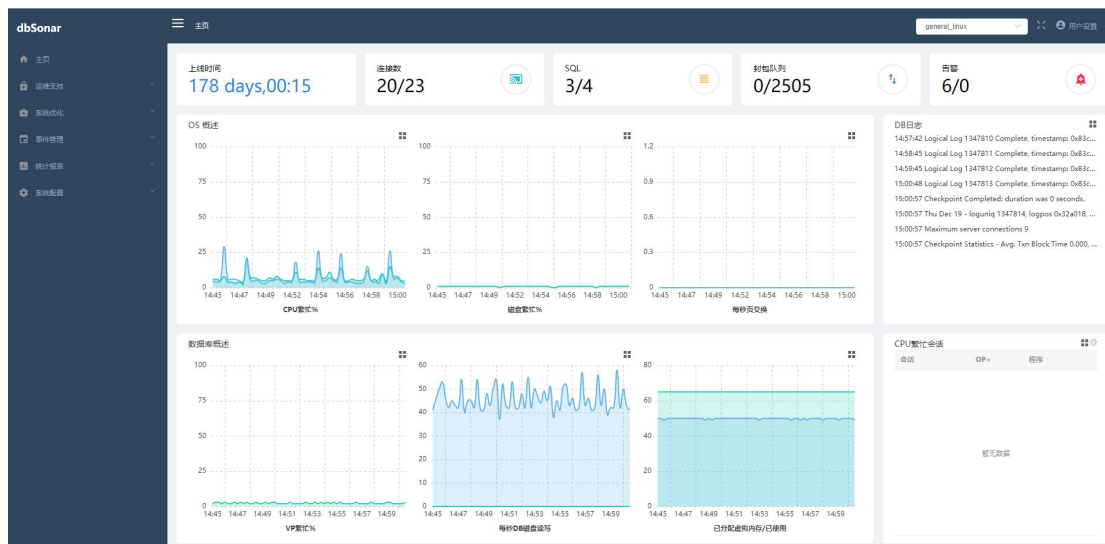 dbSonar
主页
general_linux
用户设置
主页
运维支持
系统优化
事件管理
统计报表
系统配置
上线时间
178 days,00:15
连接数
20/23
SQL
3/4
封包队列
0/2505
告警
6/0
OS 概述
100
75
50
25
0
14:45 14:47 14:49 14:52 14:54 14:56 14:58 15:00
CPU繁忙%
100
75
50
25
0
14:45 14:47 14:49 14:52 14:54 14:56 14:58 15:00
磁盘繁忙%
1.2
0.9
0.6
0.3
0
14:45 14:47 14:49 14:52 14:54 14:56 14:58 15:00
每秒页交换
DB日志
14:57:42 Logical Log 1347810 Complete, timestamp: 0x83c...
14:58:45 Logical Log 1347811 Complete, timestamp: 0x83c...
14:59:45 Logical Log 1347812 Complete, timestamp: 0x83c...
15:00:48 Logical Log 1347813 Complete, timestamp: 0x83c...
15:00:57 Checkpoint Completed: duration was 0 seconds.
15:00:57 Thu Dec 19 - loguniq 1347814, logpos 0x32a018, ...
15:00:57 Maximum server connections 9
15:00:57 Checkpoint Statistics - Avg. Txn Block Time 0.000, ...
数据库概述
100
75
50
25
0
14:45 14:47 14:49 14:51 14:53 14:55 14:57 14:59
VP繁忙%
60
50
40
30
20
10
0
14:45 14:47 14:49 14:51 14:53 14:55 14:57 14:59
每秒DB磁盘读写
80
60
40
20
0
14:45 14:47 14:49 14:51 14:53 14:55 14:57 14:59
已分配虚拟内存/已使用
CPU繁忙会话
会话 OP 程序
暂无数据